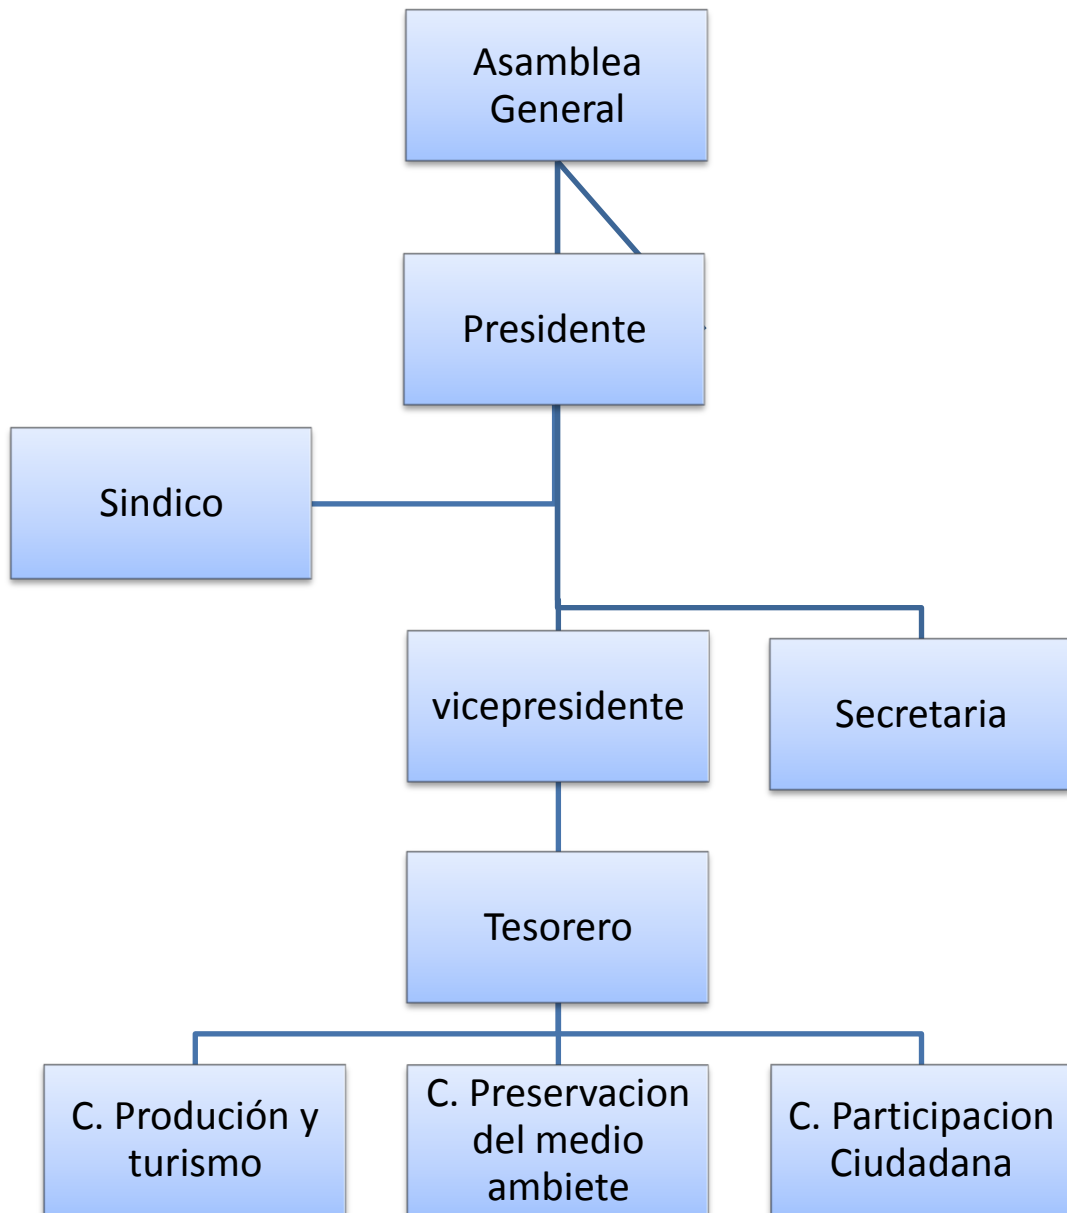 Asamblea
General
Presidente
Sindico
vicepresidente
Secretaria
Tesorero
C. Produción y
turismo
C. Preservacion
del medio
ambiete
C. Participacion
Ciudadana